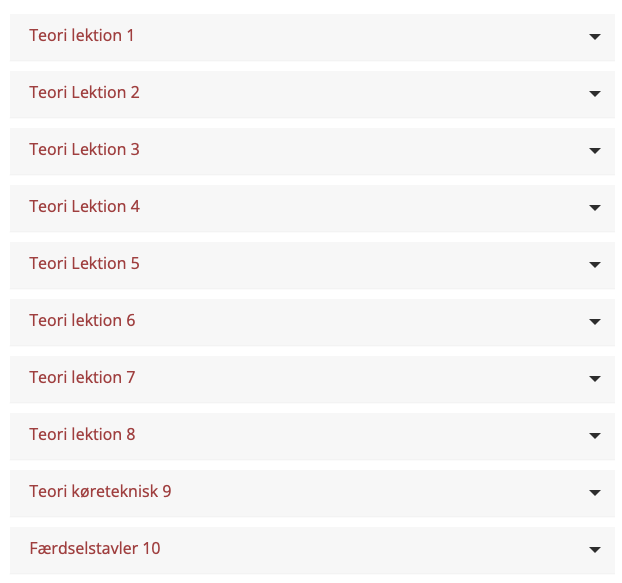 Teori lektion 1
Teori Lektion 2
Teori Lektion 3
Teori Lektion 4
Teori Lektion 5
Teori lektion 6
Teori lektion 7
Teori lektion 8
Teori køreteknisk 9
Færdselstavler 10